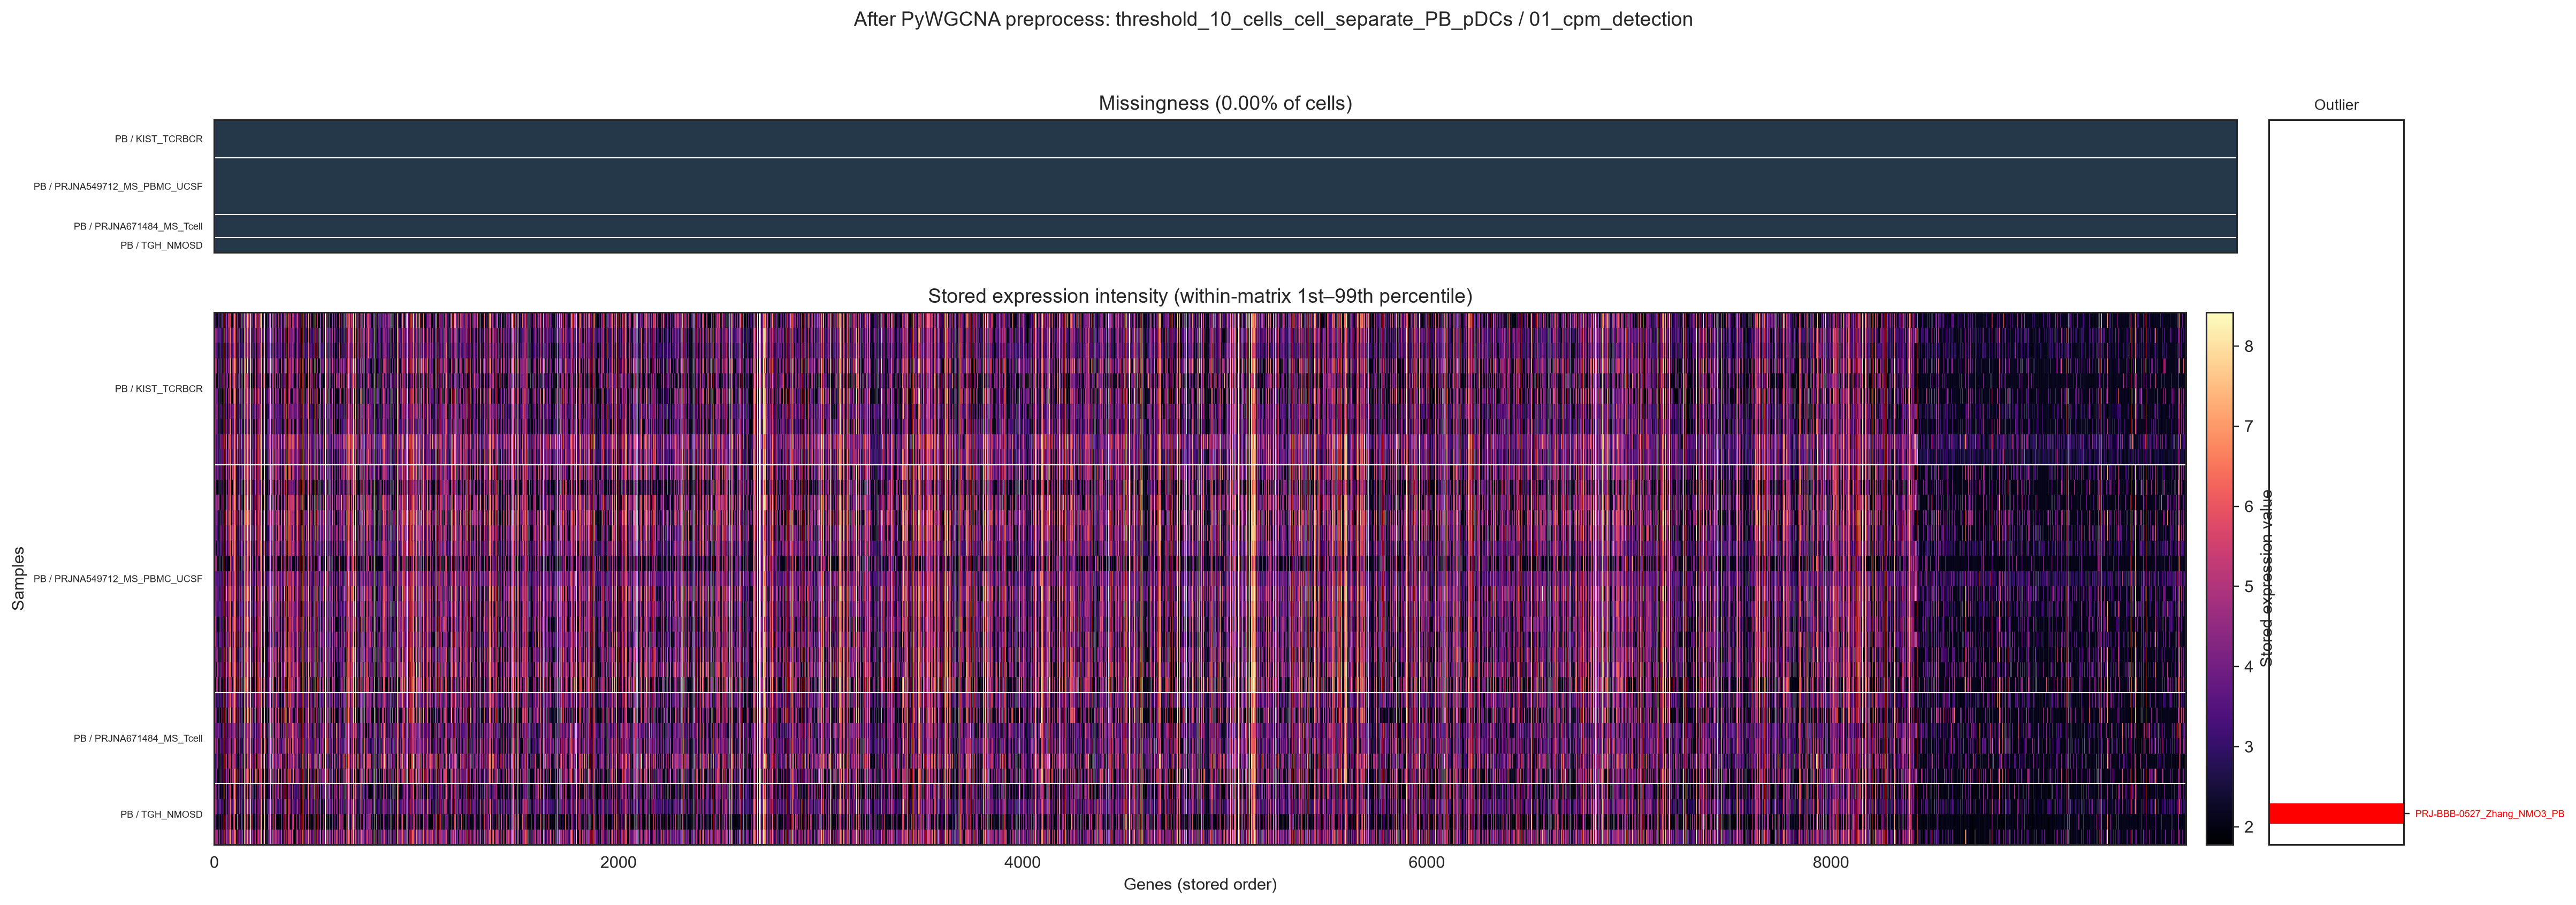 After PyWGCNA preprocess: threshold_10_cells_cell_separate_PB_pDCs / 01_cpm_detection
Missingness (0.00% of cells)
Outlier
PB / KIST_TCRBCR
PB / PRJNA549712_MS_PBMC_UCSF
PB / PRJNA671484_MS_Tcell
PB / TGH_NMOSD
Stored expression intensity (within-matrix 1st–99th percentile)
Samples
PB / KIST_TCRBCR
PB / PRJNA549712_MS_PBMC_UCSF
PB / PRJNA671484_MS_Tcell
PB / TGH_NMOSD
8
7
6
5
4
3
2
Stored expression value
PRJ-BBB-0527_Zhang_NMO3_PB
0
2000
4000
6000
8000
Genes (stored order)